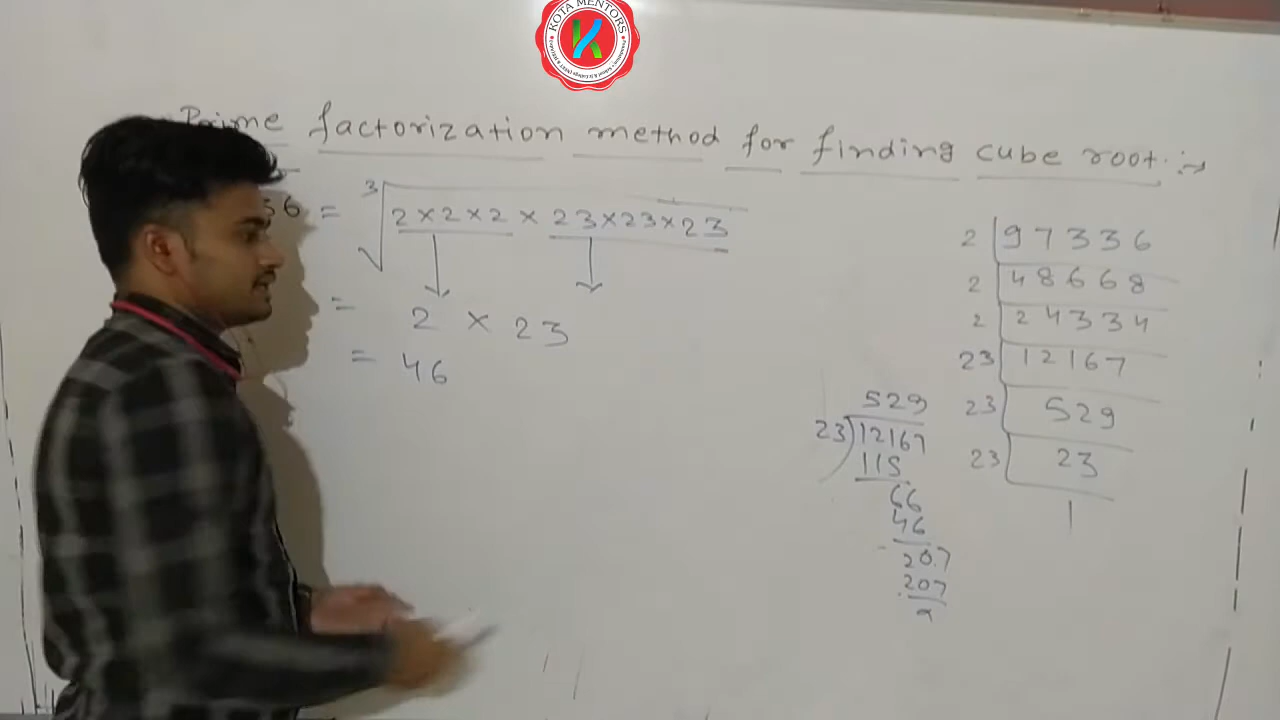 KOTA MENTORS
Prime factorization method for finding cube root :→
36 = ³√2×2×2 × 23×23×23
= 2 × 23
= 46
2 | 97336
2 | 48668
2 | 24334
23 | 12167
23 | 529
23 | 23
1
529
23)12167
115
66
46
207
207